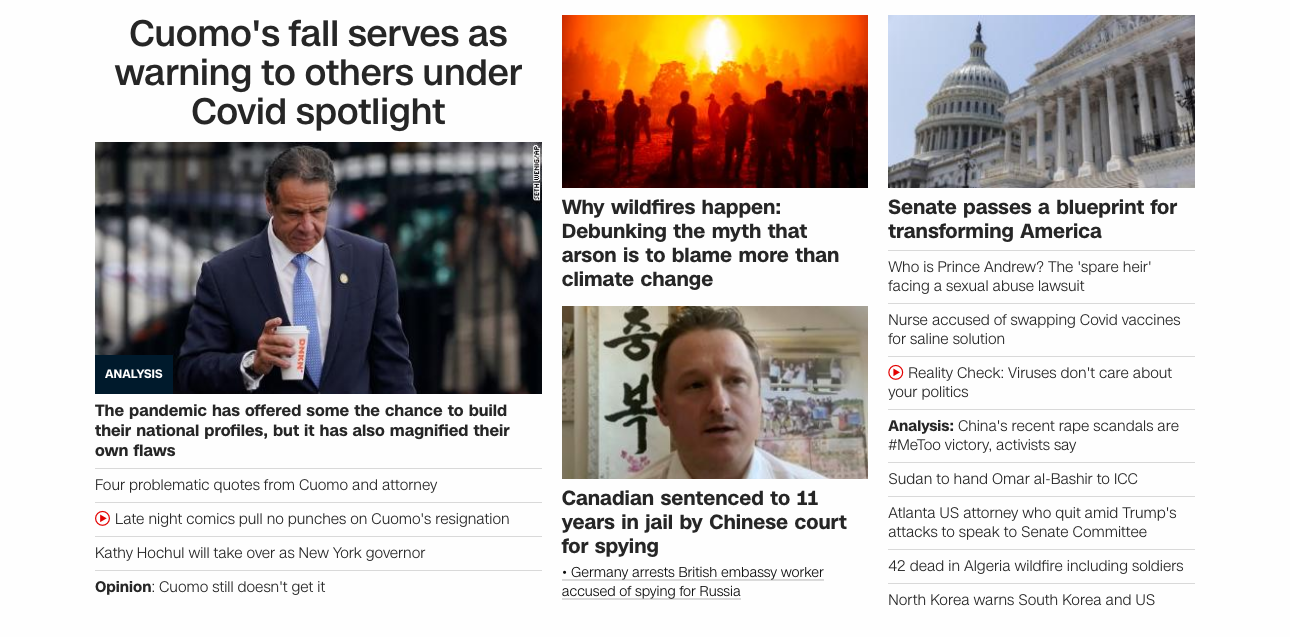 Cuomo's fall serves as
warning to others under
Covid spotlight
SETH WENIG/AP
DNKN'
ANALYSIS
The pandemic has offered some the chance to build
their national profiles, but it has also magnified their
own flaws
Four problematic quotes from Cuomo and attorney
Late night comics pull no punches on Cuomo's resignation
Kathy Hochul will take over as New York governor
Opinion: Cuomo still doesn't get it
Why wildfires happen:
Debunking the myth that
arson is to blame more than
climate change
충
북
Canadian sentenced to 11
years in jail by Chinese court
for spying
• Germany arrests British embassy worker
accused of spying for Russia
Senate passes a blueprint for
transforming America
Who is Prince Andrew? The 'spare heir'
facing a sexual abuse lawsuit
Nurse accused of swapping Covid vaccines
for saline solution
Reality Check: Viruses don't care about
your politics
Analysis: China's recent rape scandals are
#MeToo victory, activists say
Sudan to hand Omar al-Bashir to ICC
Atlanta US attorney who quit amid Trump's
attacks to speak to Senate Committee
42 dead in Algeria wildfire including soldiers
North Korea warns South Korea and US